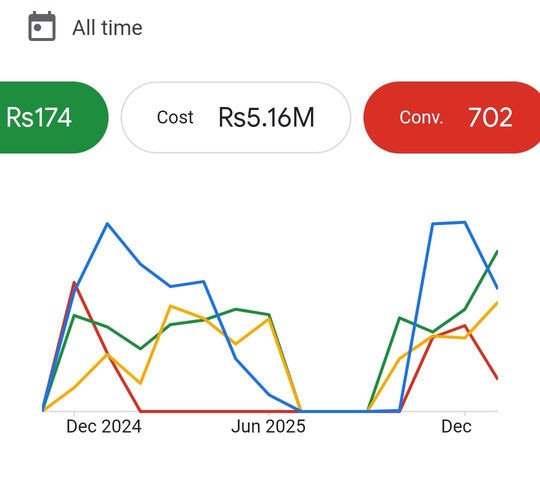 All time
Rs174 Cost Rs5.16M Conv. 702
Dec 2024 Jun 2025 Dec